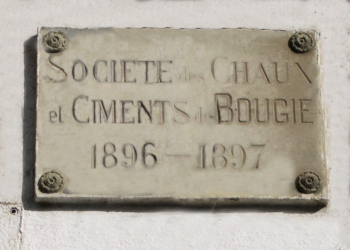 SOCIETE des CHAUX
et CIMENTS de BOUGIE
1896 — 1897